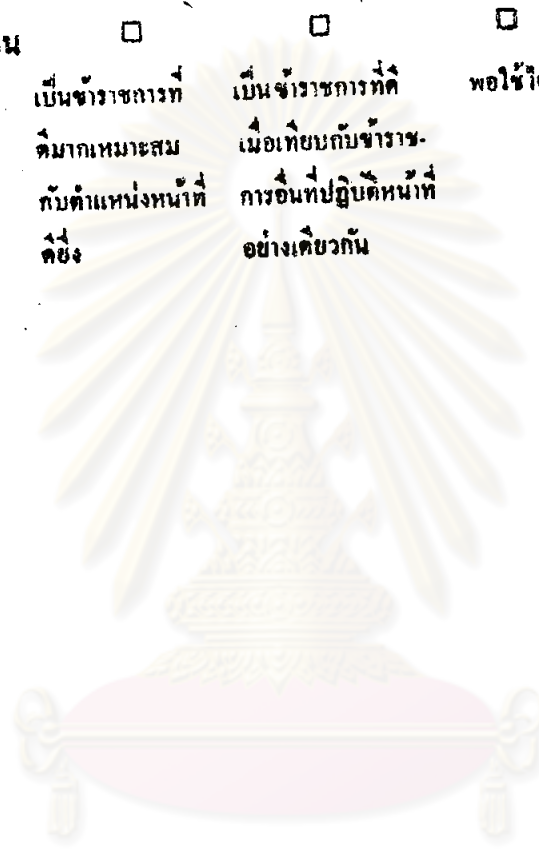 ☐ ☐ ☐
เป็นข้าราชการที่ เป็นข้าราชการที่ดี พอใช้
ดีมากเหมาะสม เมื่อเทียบกับข้าราช-
กับตำแหน่งหน้าที่ การอื่นที่ปฏิบัติหน้าที่
ดียิ่ง อย่างเดียวกัน